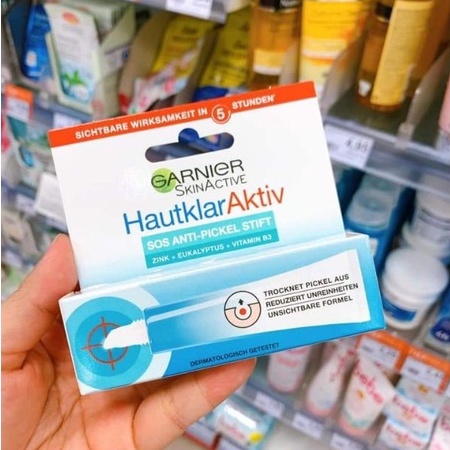 SICHTBARE WIRKSAMKEIT IN 5 STUNDEN*
GARNIER
SKINACTIVE
HautklarAktiv
SOS ANTI-PICKEL STIFT
ZINK + EUKALYPTUS + VITAMIN B3
TROCKNET PICKEL AUS
REDUZIERT UNREINHEITEN
UNSICHTBARE FORMEL
DERMATOLOGISCH GETESTET